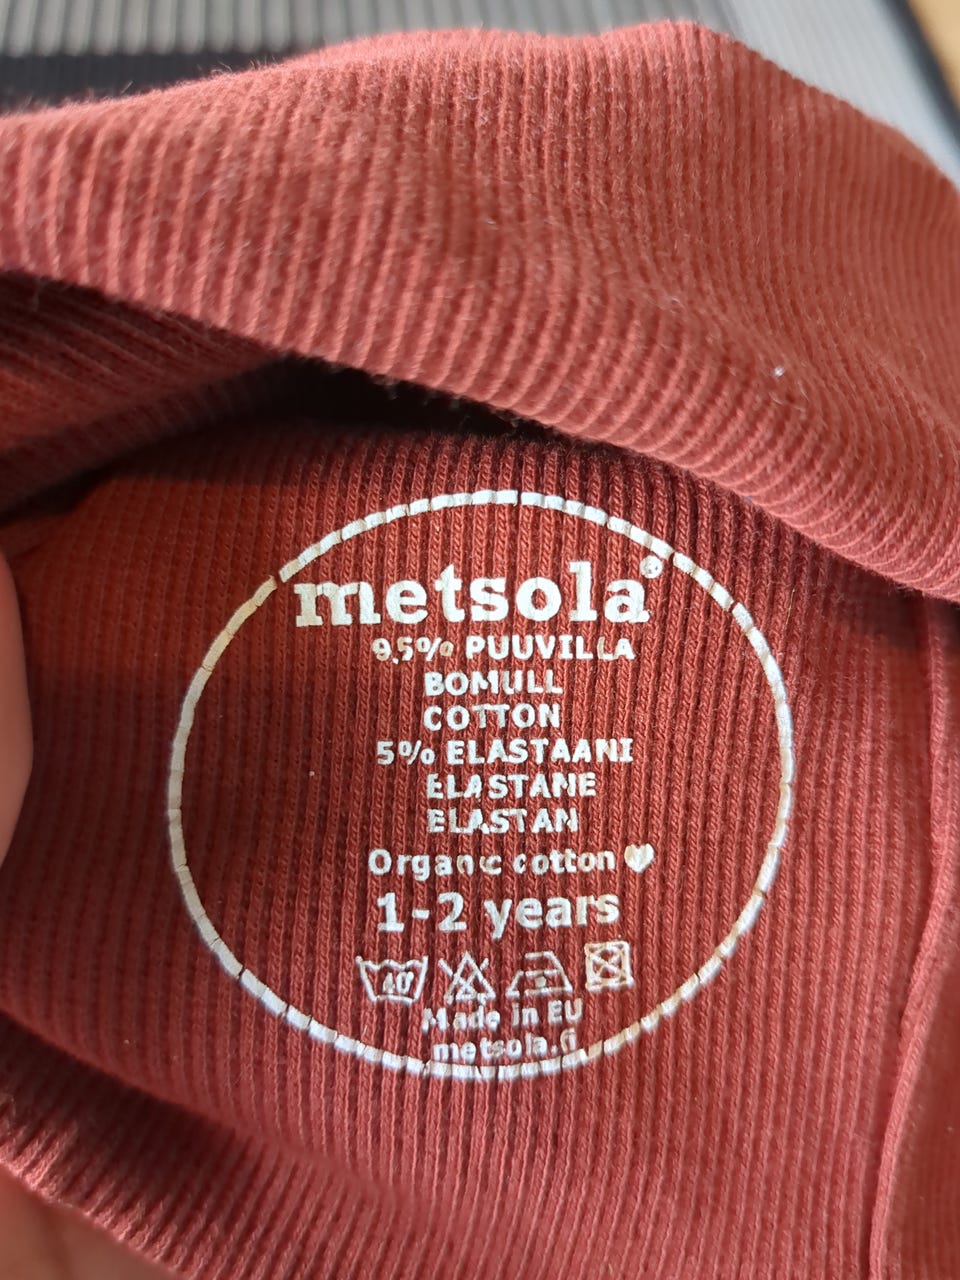 metsola®
95% PUUVILLA
BOMULL
COTTON
5% ELASTAANI
ELASTANE
ELASTAN
Organic cotton ♥
1-2 years
40°
Made in EU
metsola.fi